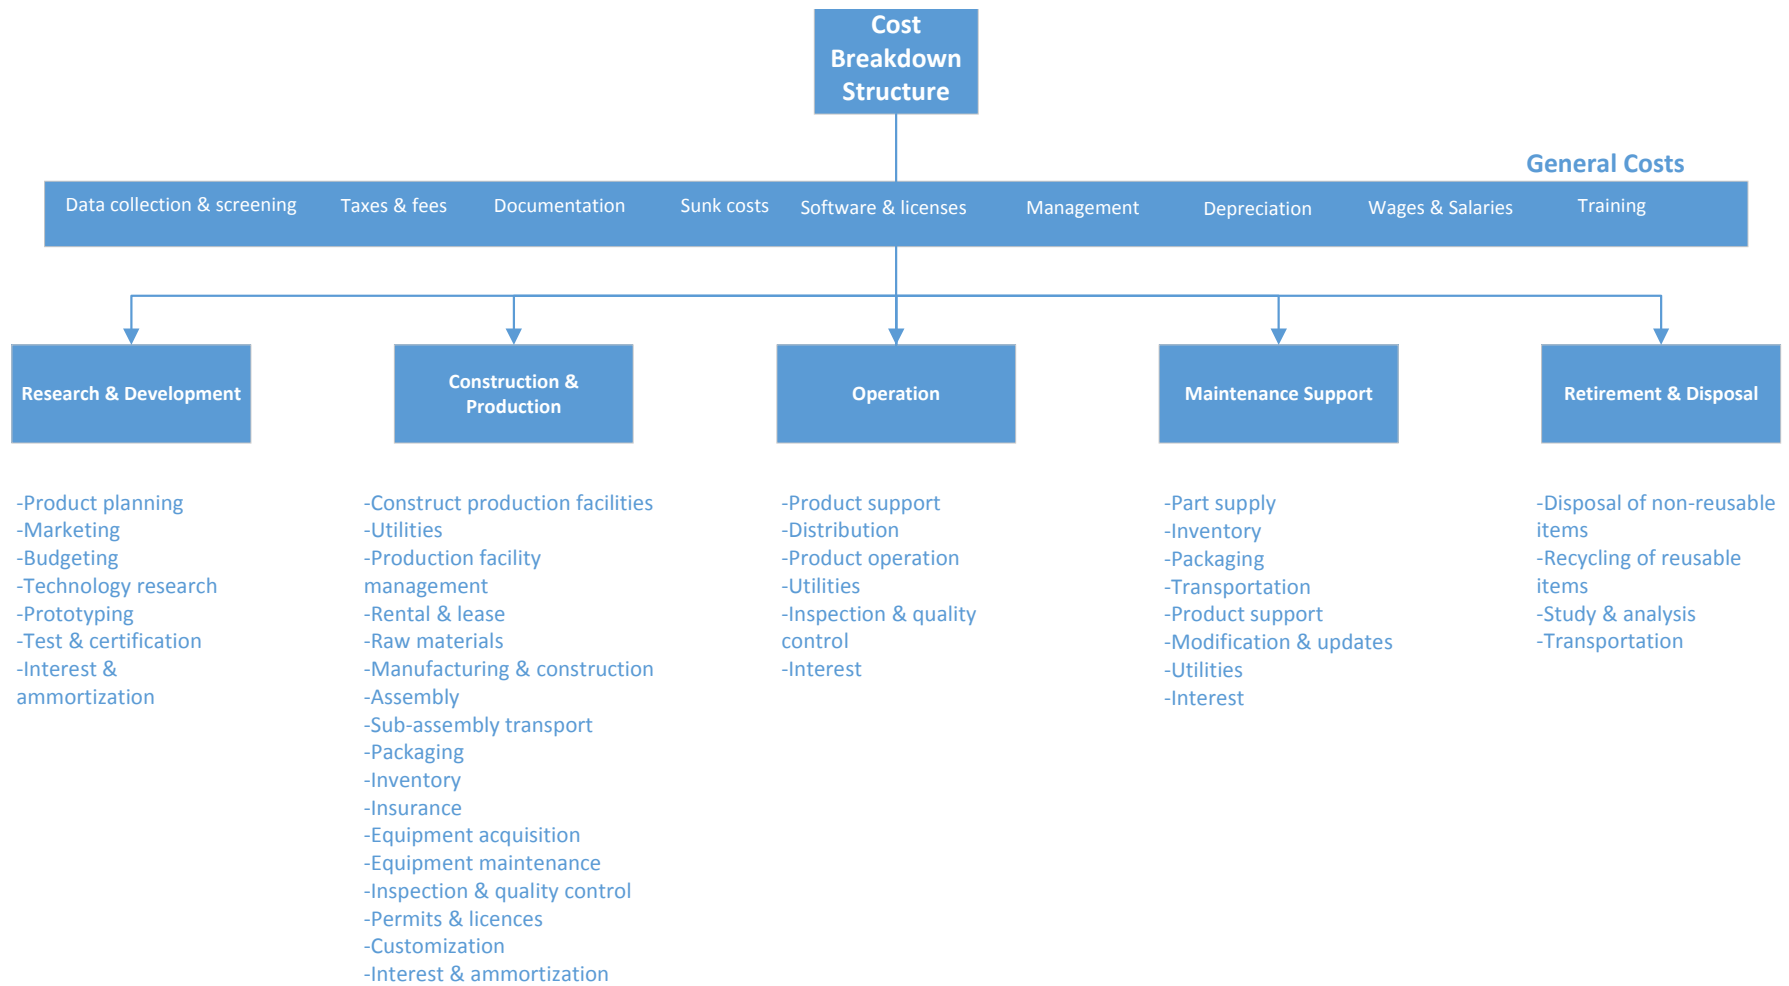 Cost
Breakdown
Structure
General Costs
Data collection & screening
Taxes & fees
Documentation
Sunk costs
Software & licenses
Management
Depreciation
Wages & Salaries
Training
Research & Development
Construction &
Production
Operation
Maintenance Support
Retirement & Disposal
-Product planning
-Marketing
-Budgeting
-Technology research
-Prototyping
-Test & certification
-Interest &
ammortization
-Construct production facilities
-Utilities
-Production facility
management
-Rental & lease
-Raw materials
-Manufacturing & construction
-Assembly
-Sub-assembly transport
-Packaging
-Inventory
-Insurance
-Equipment acquisition
-Equipment maintenance
-Inspection & quality control
-Permits & licences
-Customization
-Interest & ammortization
-Product support
-Distribution
-Product operation
-Utilities
-Inspection & quality
control
-Interest
-Part supply
-Inventory
-Packaging
-Transportation
-Product support
-Modification & updates
-Utilities
-Interest
-Disposal of non-reusable
items
-Recycling of reusable
items
-Study & analysis
-Transportation